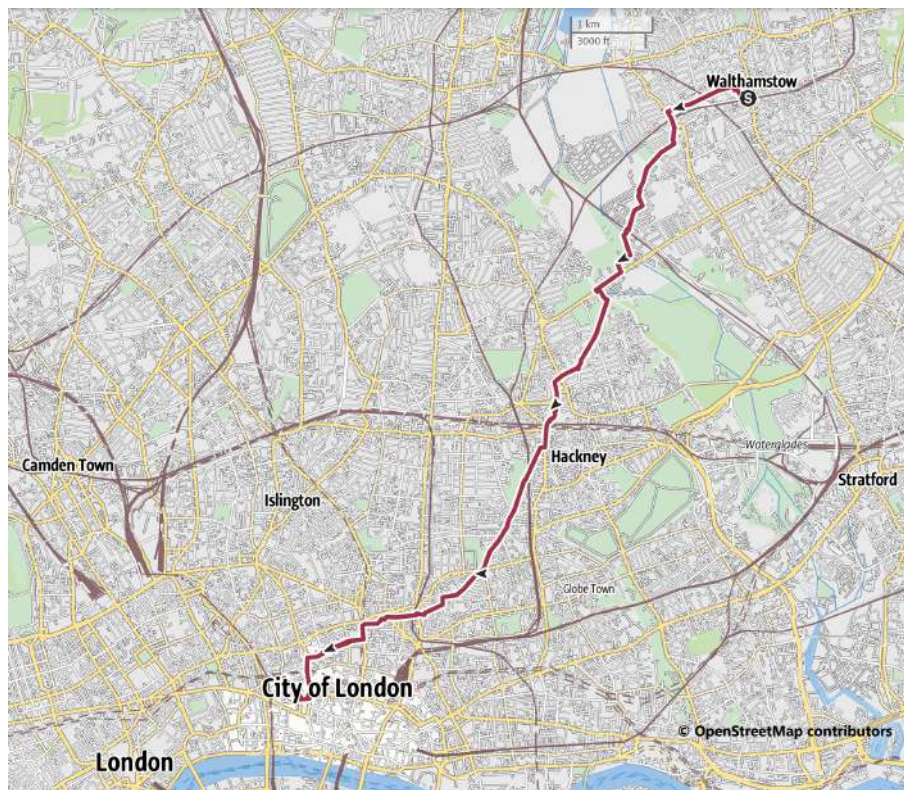 1 km
3000 ft
Walthamstow
S
Hackney
Waterglades
Camden Town
Stratford
Islington
Globe Town
City of London
© OpenStreetMap contributors
London